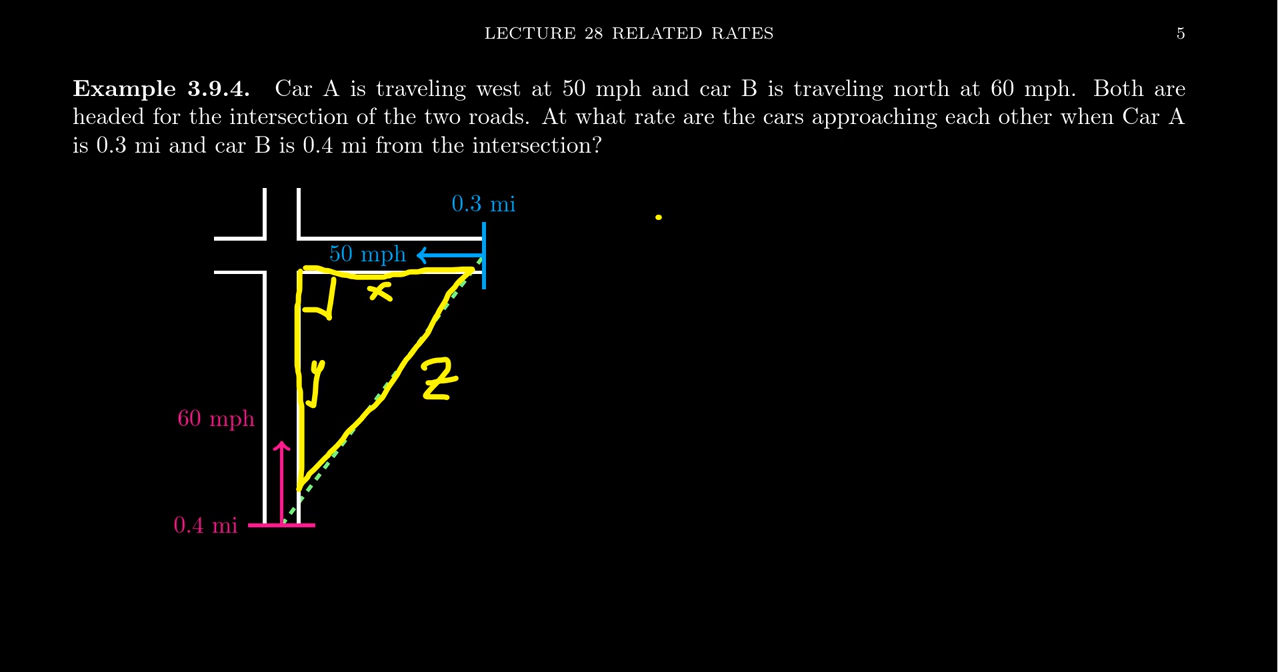 LECTURE 28 RELATED RATES 5
Example 3.9.4. Car A is traveling west at 50 mph and car B is traveling north at 60 mph. Both are
headed for the intersection of the two roads. At what rate are the cars approaching each other when Car A
is 0.3 mi and car B is 0.4 mi from the intersection?
0.3 mi
50 mph
x
y
z
60 mph
0.4 mi